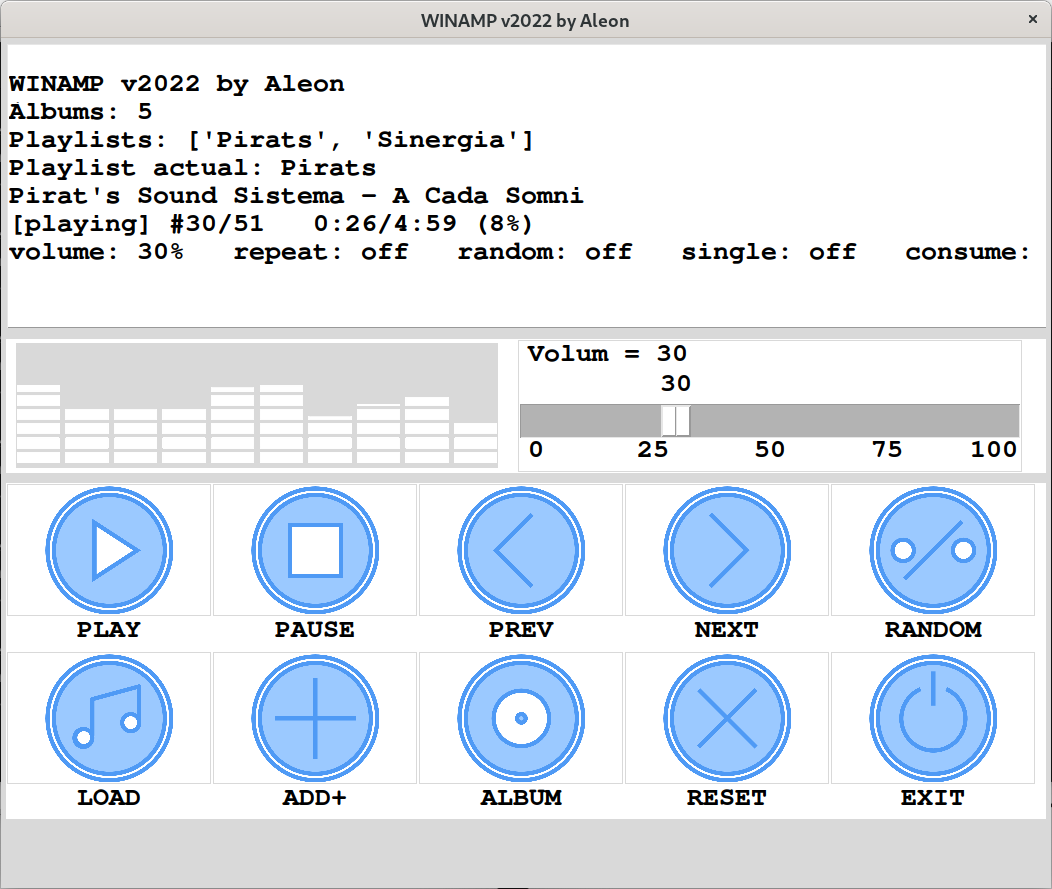 WINAMP v2022 by Aleon
×
WINAMP v2022 by Aleon
Albums: 5
Playlists: ['Pirats', 'Sinergia']
Playlist actual: Pirats
Pirat's Sound Sistema - A Cada Somni
[playing] #30/51   0:26/4:59 (8%)
volume: 30%   repeat: off   random: off   single: off   consume:
Volum = 30
30
0 25 50 75 100
PLAY PAUSE PREV NEXT RANDOM
LOAD ADD+ ALBUM RESET EXIT